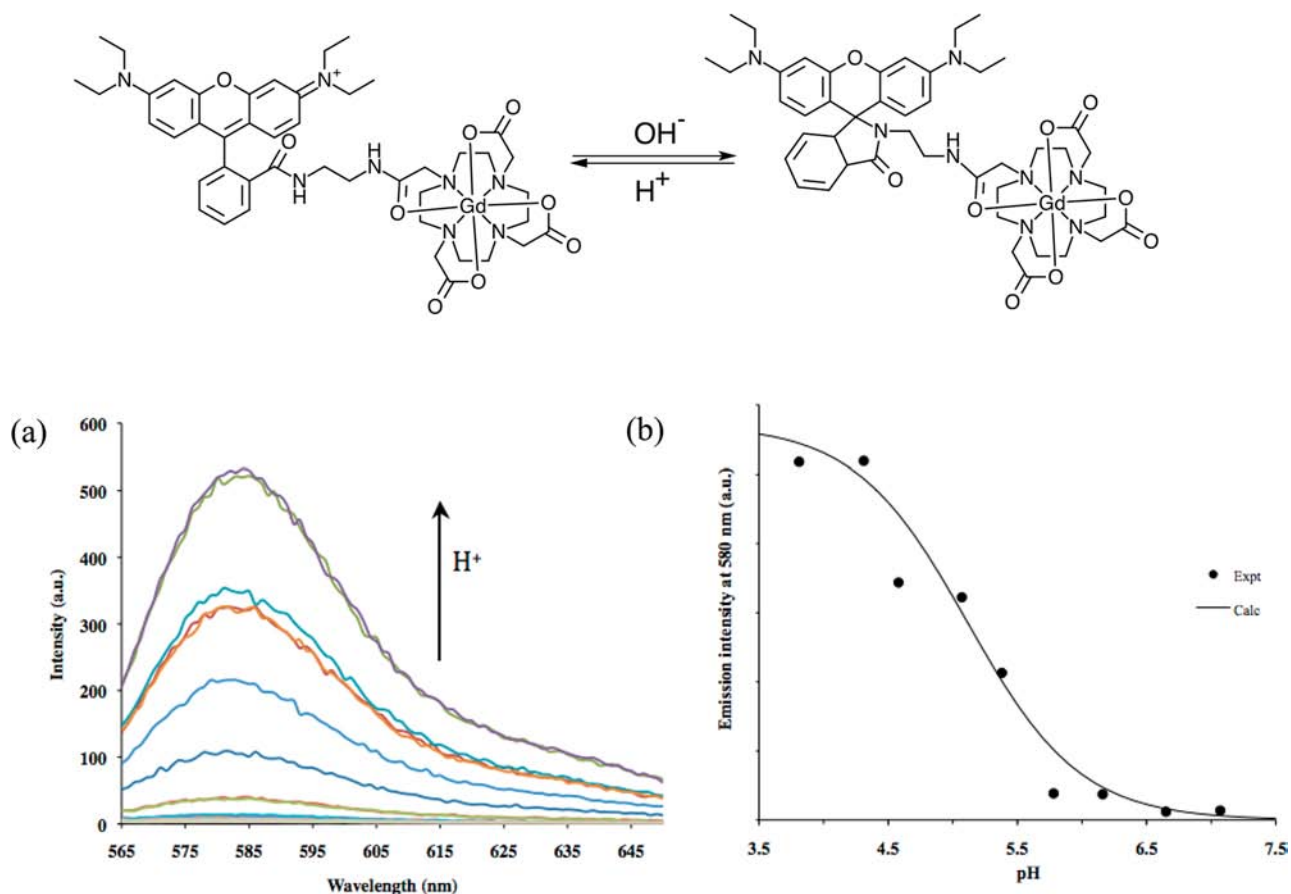 N O N+
O
N H
H N
O
O
O
N N
Gd
N N
O
O
O
O
OH-
H+
N O N
N
O
H N
O
O
O
N N
Gd
N N
O
O
O
O
(a)
600
500
400
300
200
100
0
Intensity (a.u.)
H+
565 575 585 595 605 615 625 635 645
Wavelength (nm)
(b)
Emission intensity at 580 nm (a.u.)
Expt
Calc
3.5 4.5 5.5 6.5 7.5
pH